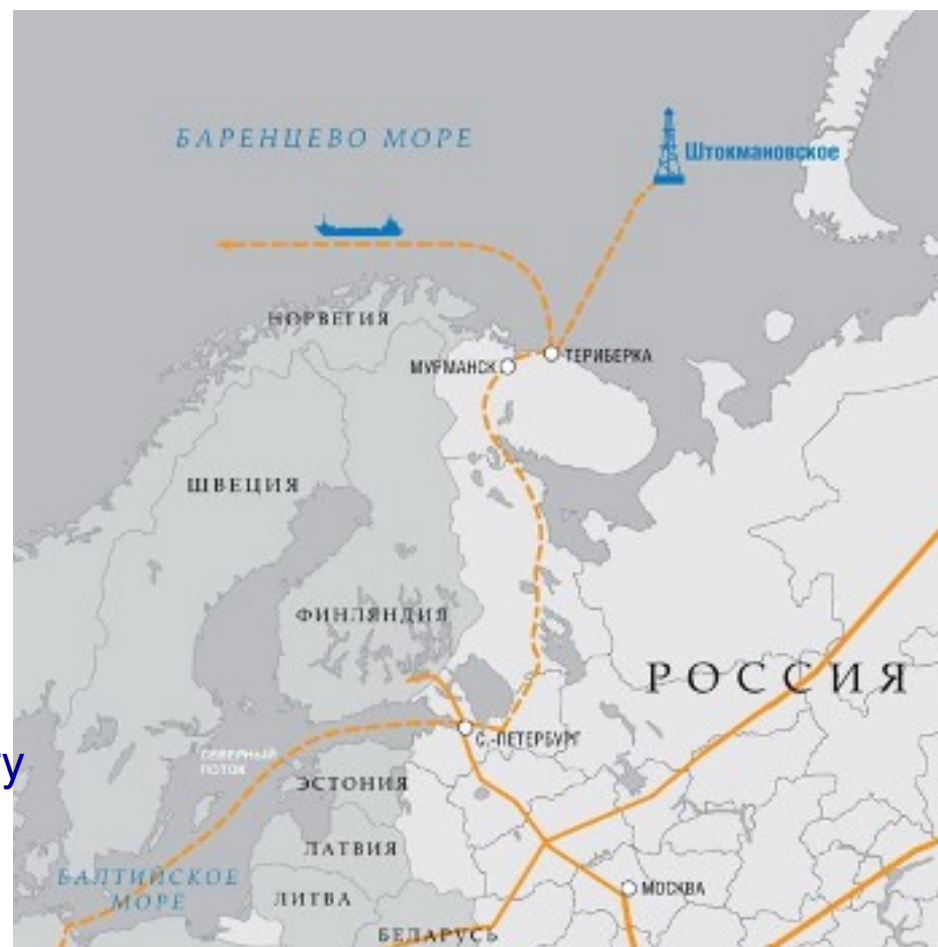 БАРЕНЦЕВО МОРЕ
Штокмановское
НОРВЕГИЯ
МУРМАНСК
ТЕРИБЕРКА
ШВЕЦИЯ
ФИНЛЯНДИЯ
РОССИЯ
С.-ПЕТЕРБУРГ
СЕВЕРНЫЙ
ПОТОК
ЭСТОНИЯ
ЛАТВИЯ
БАЛТИЙСКОЕ
МОРЕ
ЛИТВА
МОСКВА
БЕЛАРУСЬ